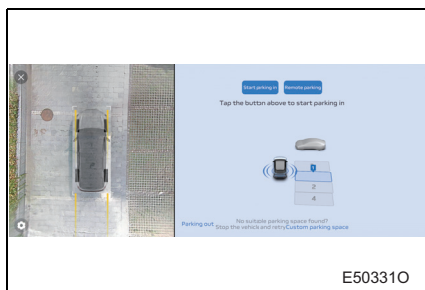 Start prking in Remote parking
Tap the button above to start parking in
1
2
4
No suitable parking space found?
Parking out Stop the vehicle and retry Custom parking space
E50331O